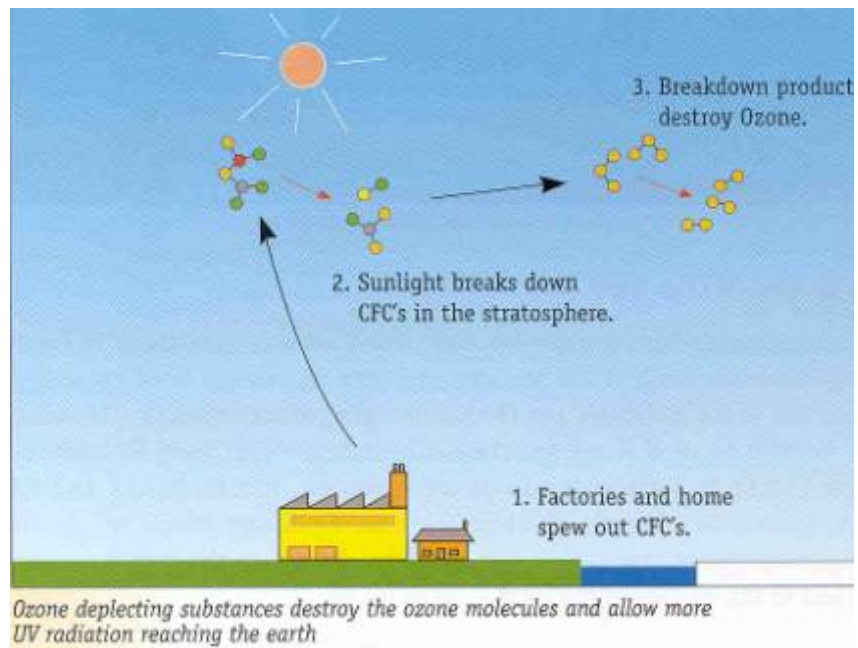 3. Breakdown product
destroy Ozone.
2. Sunlight breaks down
CFC's in the stratosphere.
1. Factories and home
spew out CFC's.
Ozone deplecting substances destroy the ozone molecules and allow more
UV radiation reaching the earth